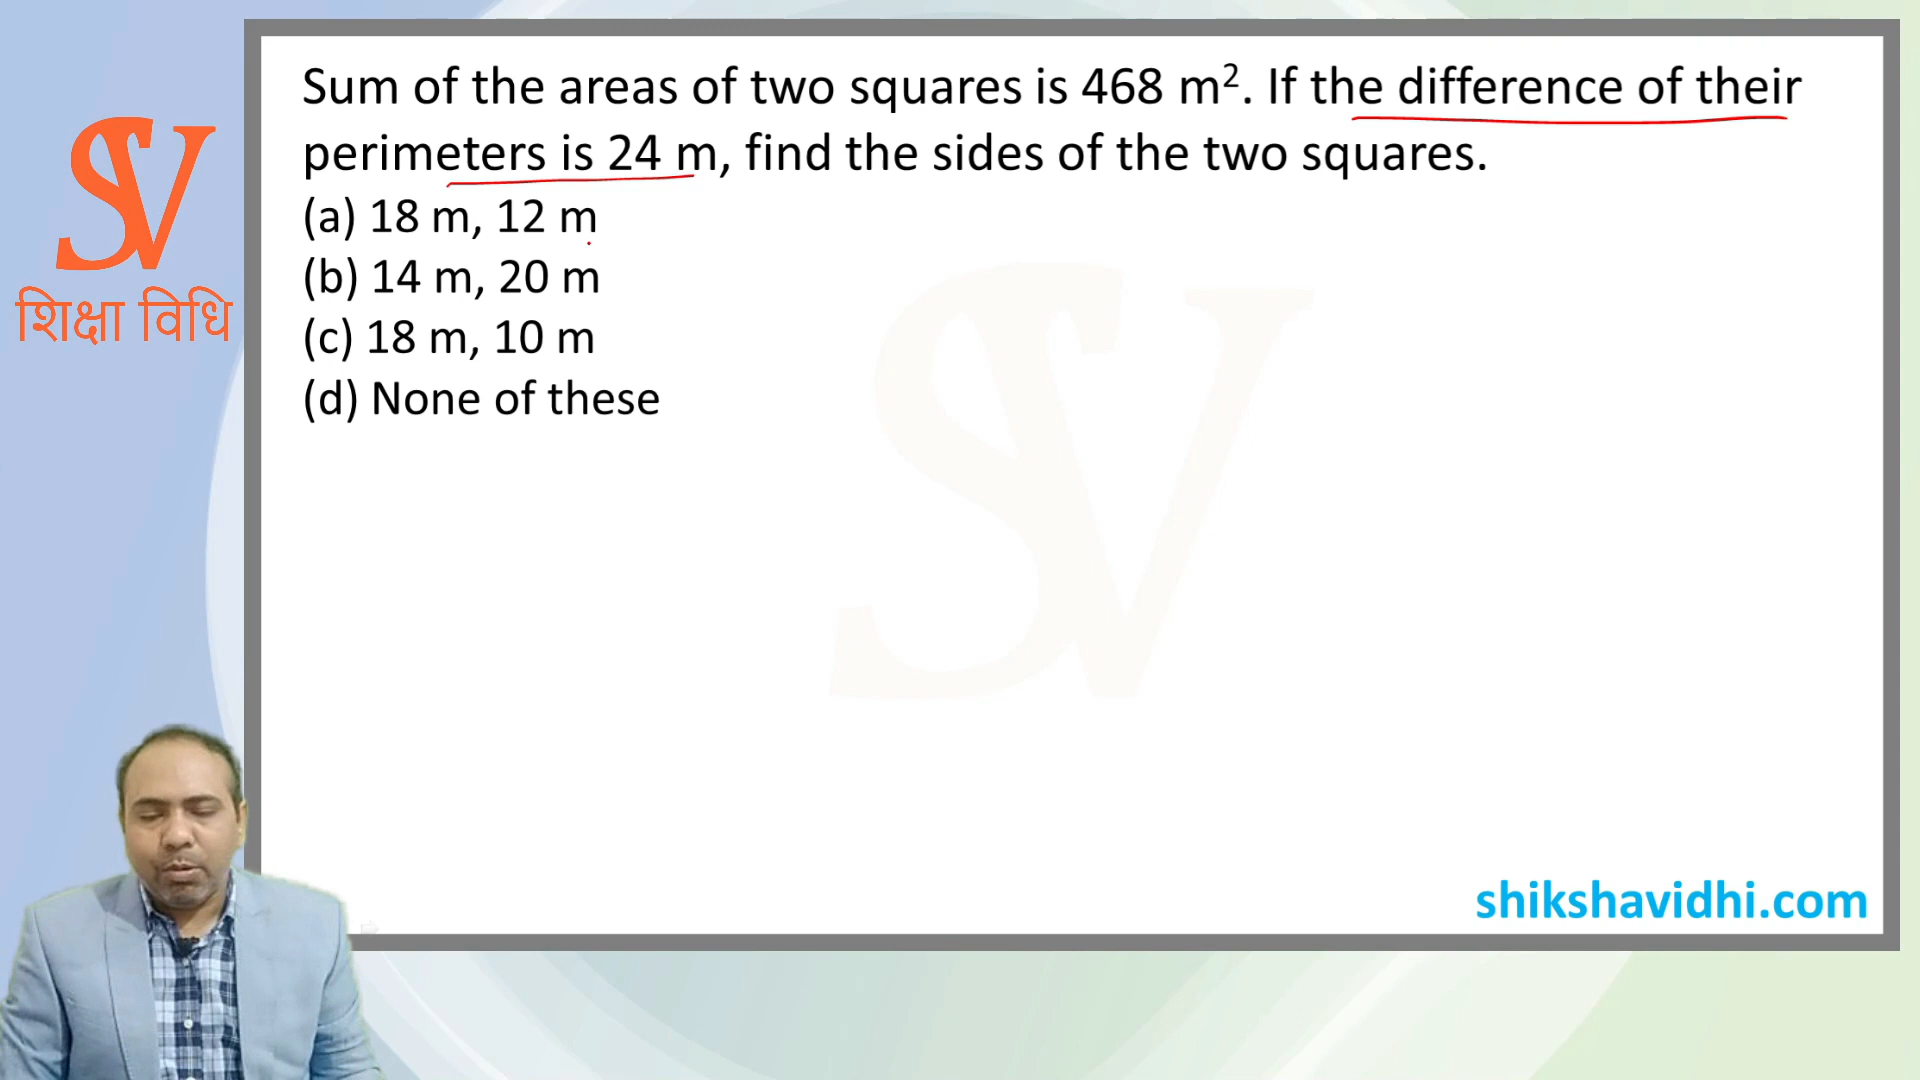 Sum of the areas of two squares is 468 m². If the difference of their
perimeters is 24 m, find the sides of the two squares.
(a) 18 m, 12 m
(b) 14 m, 20 m
(c) 18 m, 10 m
(d) None of these
SV
शिक्षा विधि
SV
shikshavidhi.com